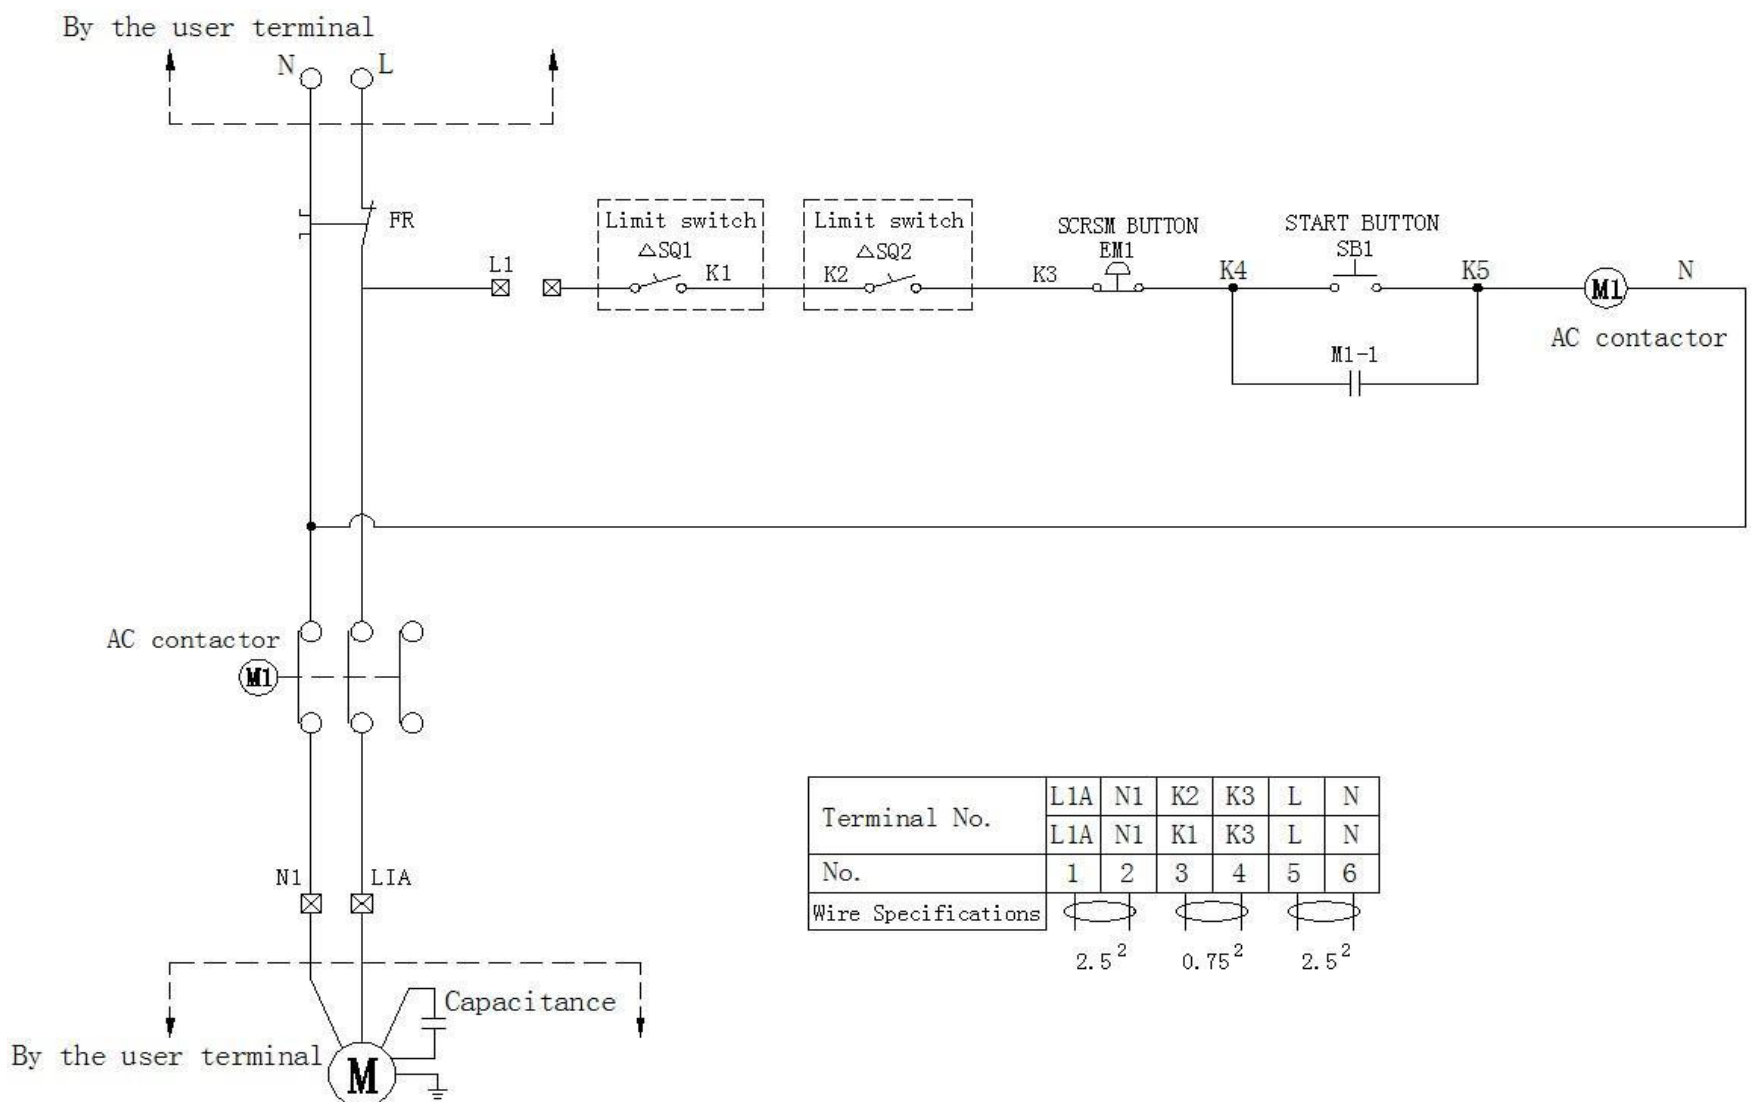 By the user terminal
N
L
FR
L1
Limit switch
△SQ1
K1
Limit switch
△SQ2
K2
K3
SCRSM BUTTON
EM1
K4
START BUTTON
SB1
K5
M1
N
AC contactor
M1-1
AC contactor
M1
N1
LIA
Capacitance
By the user terminal
M
Terminal No. L1A N1 K2 K3 L N
L1A N1 K1 K3 L N
No. 1 2 3 4 5 6
Wire Specifications
2.5² 0.75² 2.5²